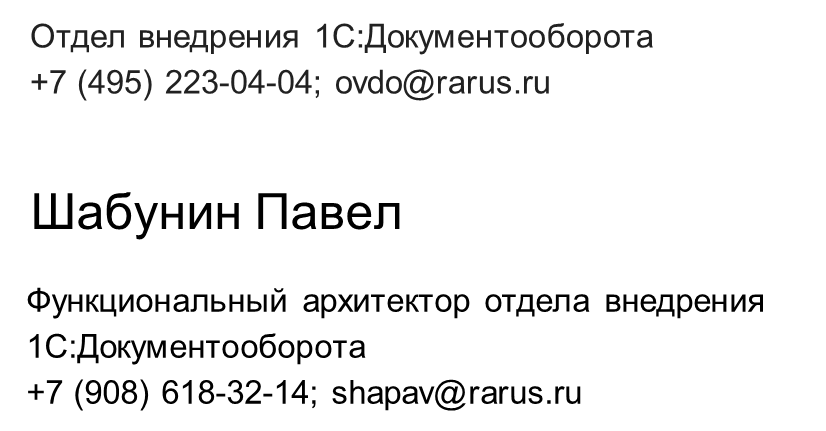 Отдел внедрения 1С:Документооборота
+7 (495) 223-04-04; ovdo@rarus.ru
Шабунин Павел
Функциональный архитектор отдела внедрения
1С:Документооборота
+7 (908) 618-32-14; shapav@rarus.ru